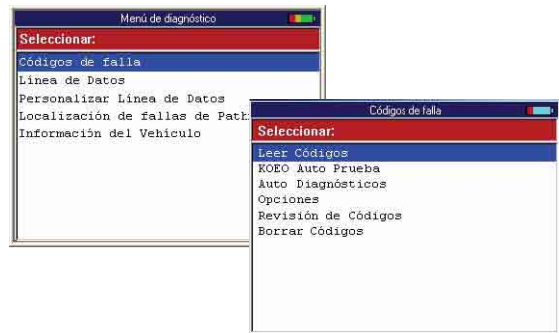 Menú de diagnóstico
Seleccionar:
Códigos de falla
Línea de Datos
Personalizar Línea de Datos
Localización de fallas de
Información del Vehículo
Códigos de falla
Seleccionar:
Leer Códigos
KOEO Auto Prueba
Auto Diagnósticos
Opciones
Revisión de Códigos
Borrar Códigos